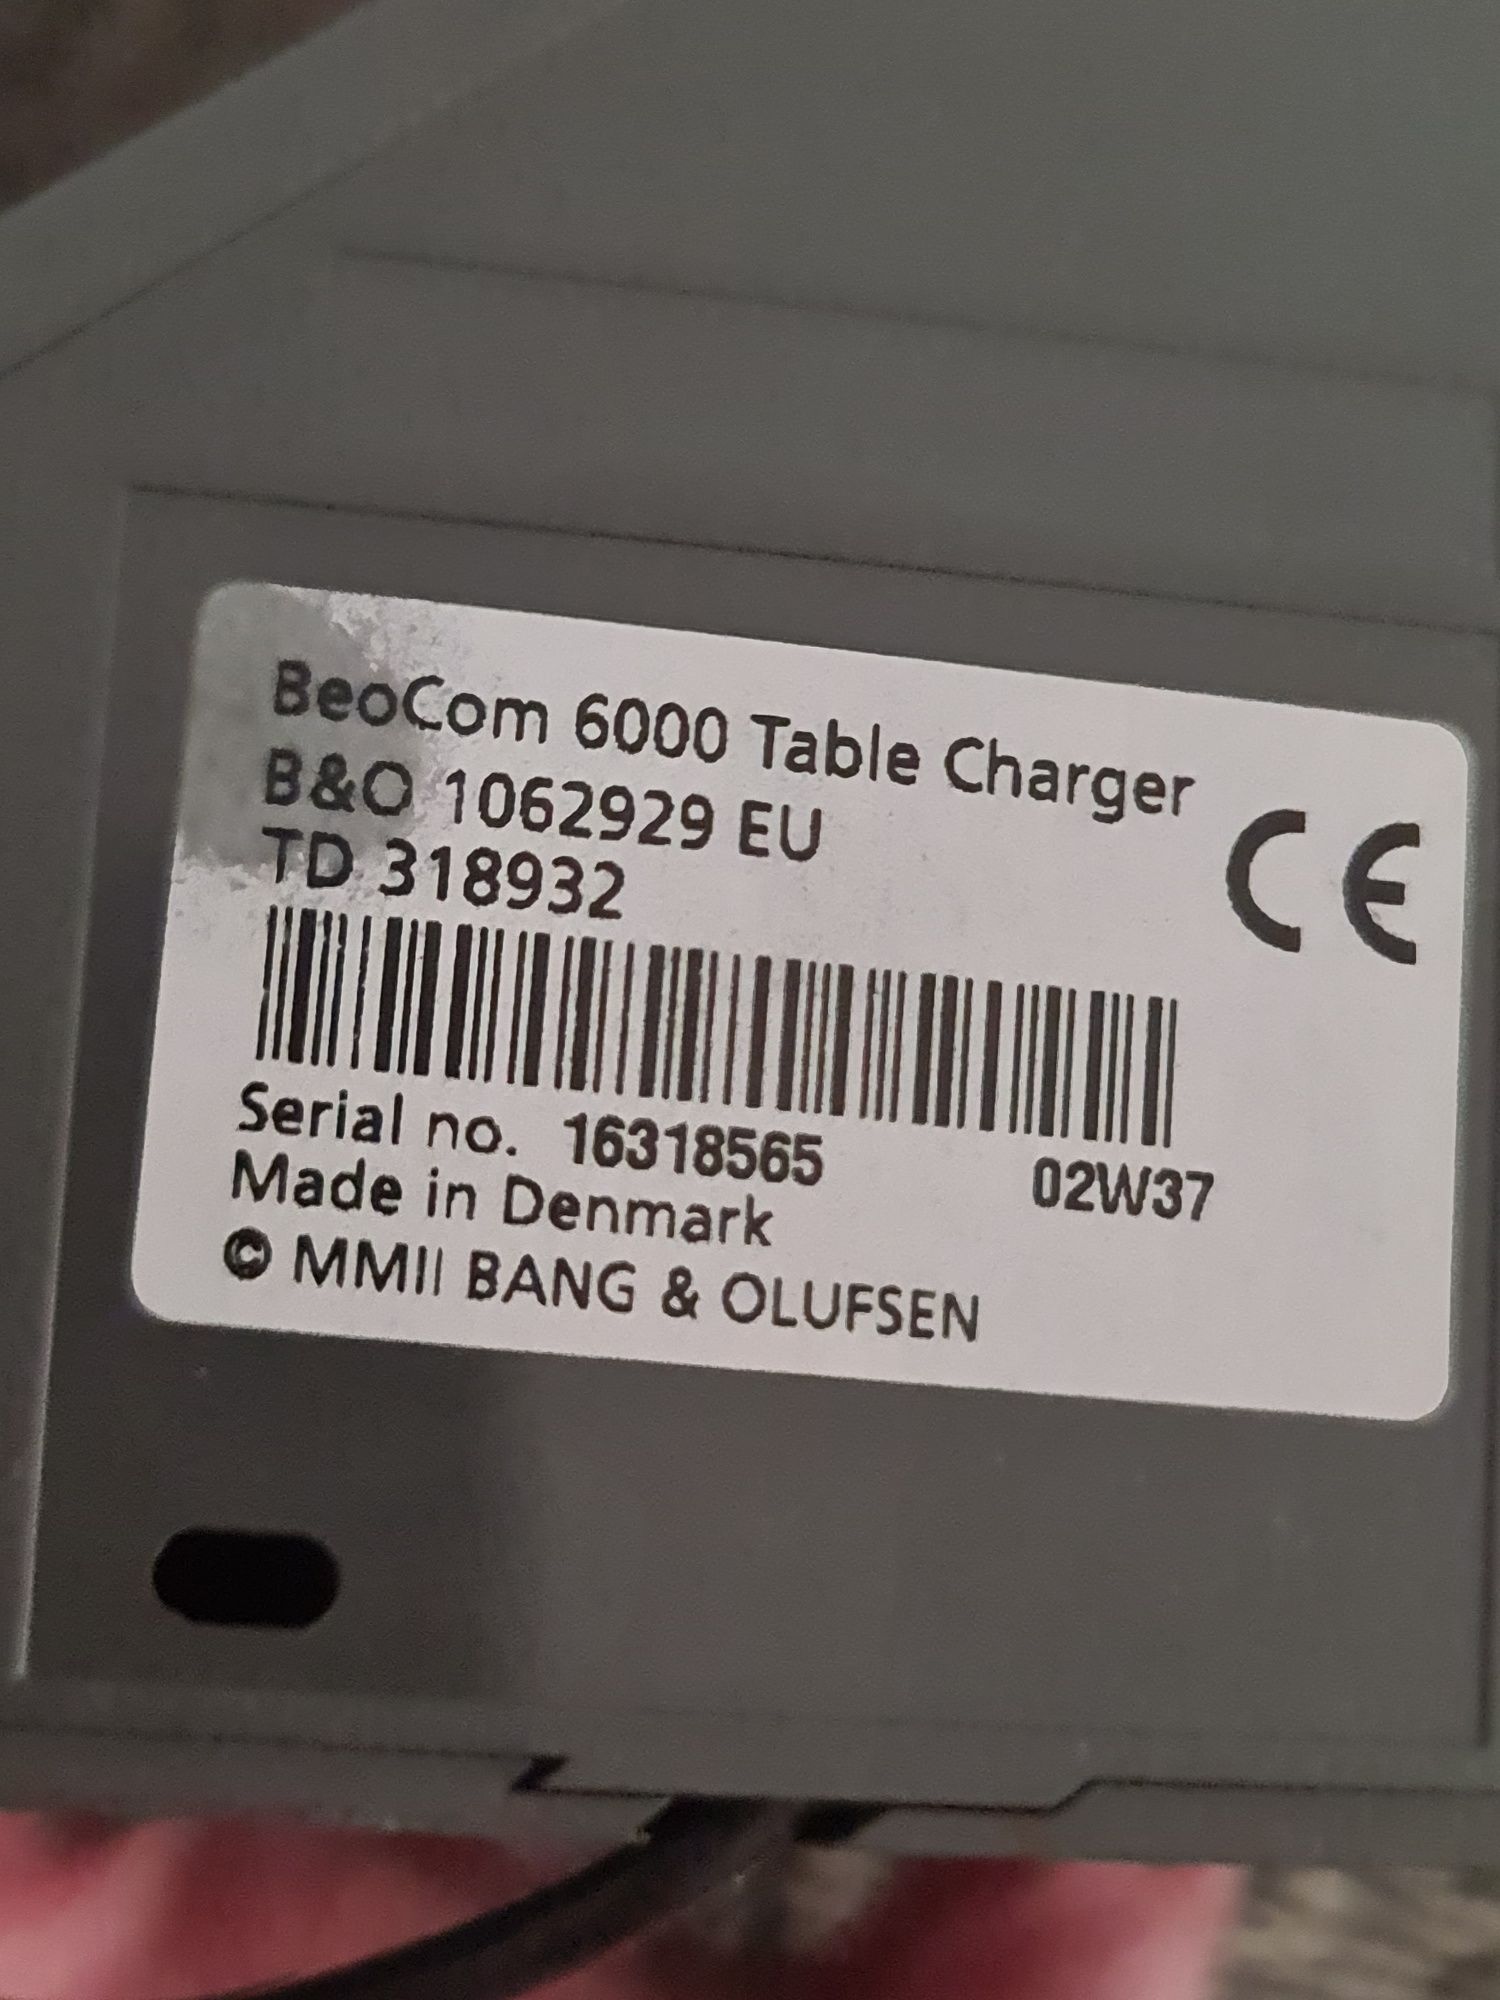 BeoCom 6000 Table Charger
B&O 1062929 EU
TD 318932
CE
Serial no. 16318565 02W37
Made in Denmark
© MMII BANG & OLUFSEN